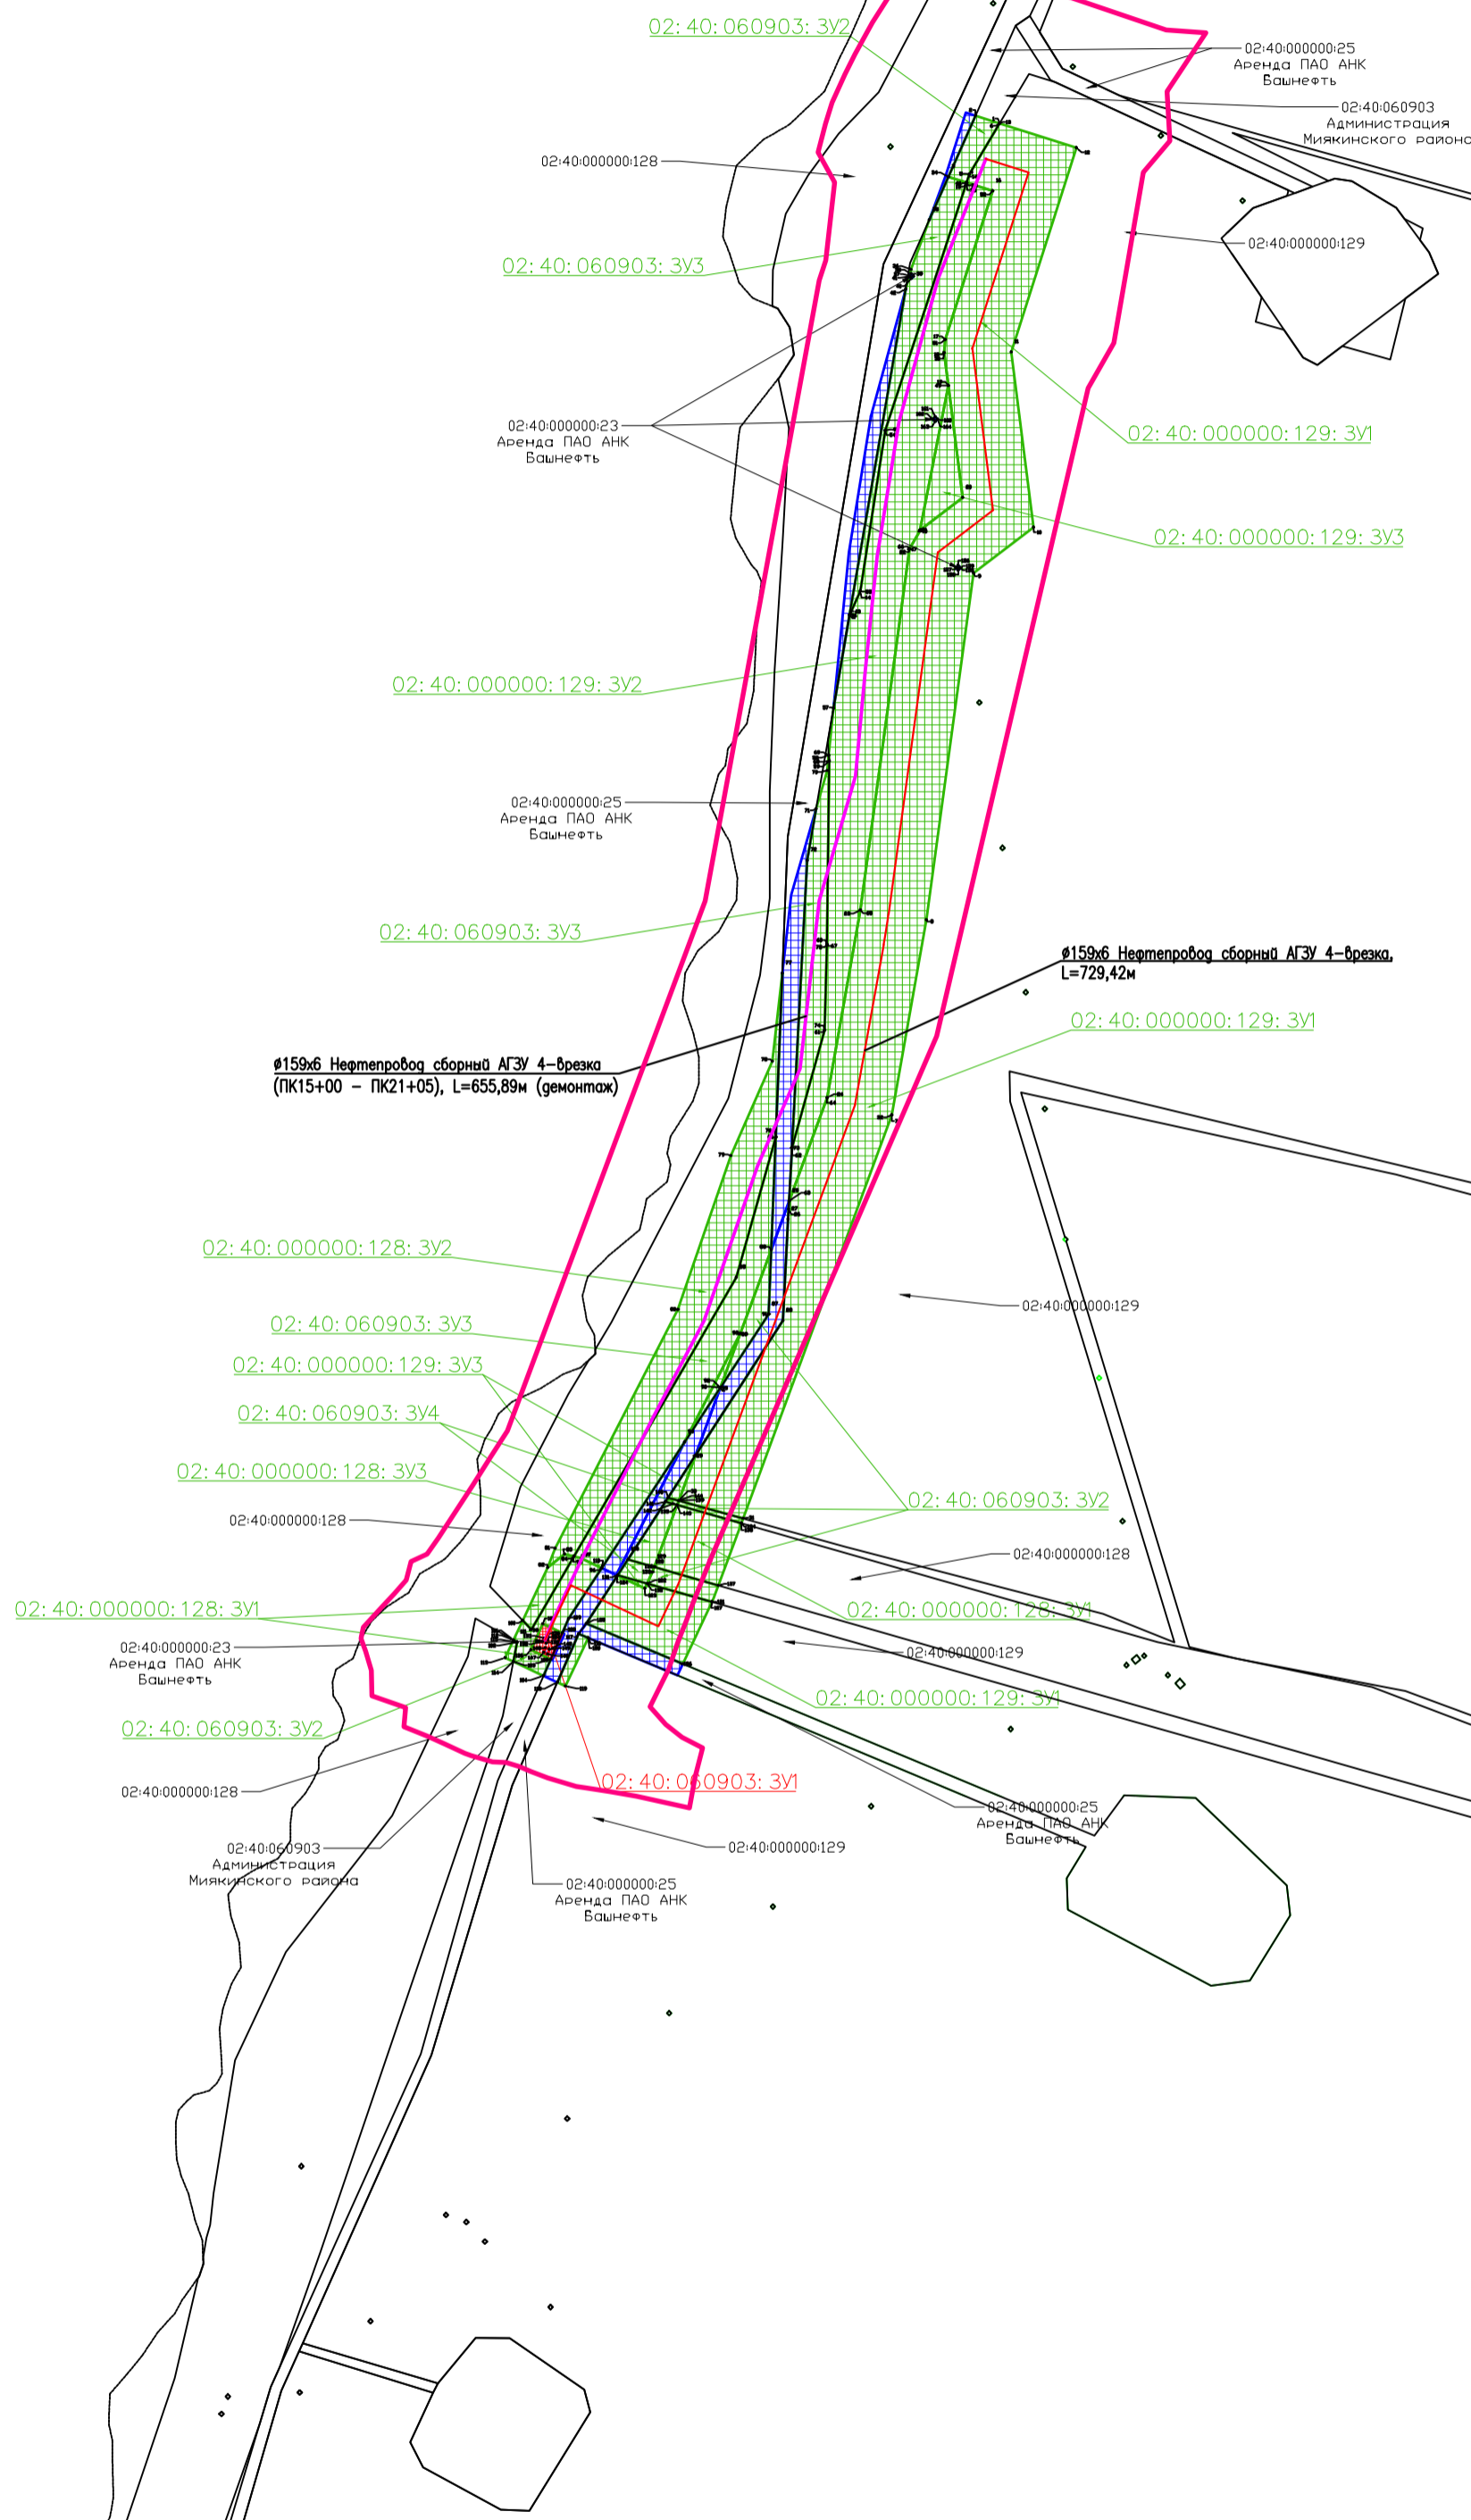 02:40:060903:ЗУ2
02:40:000000:25
Аренда ПАО АНК
Башнефть
02:40:060903
Администрация
Миякинского района
02:40:000000:128
02:40:000000:129
02:40:060903:ЗУ3
02:40:000000:23
Аренда ПАО АНК
Башнефть
02:40:000000:129:ЗУ1
02:40:000000:129:ЗУ3
02:40:000000:129:ЗУ2
02:40:000000:25
Аренда ПАО АНК
Башнефть
02:40:060903:ЗУ3
ø159х6 Нефтепровод сборный АГЗУ 4-врезка,
L=729,42м
02:40:000000:129:ЗУ1
ø159х6 Нефтепровод сборный АГЗУ 4-врезка
(ПК15+00 - ПК21+05), L=655,89м (демонтаж)
02:40:000000:128:ЗУ2
02:40:000000:129
02:40:060903:ЗУ3
02:40:000000:129:ЗУ3
02:40:060903:ЗУ4
02:40:000000:128:ЗУ3
02:40:060903:ЗУ2
02:40:000000:128
02:40:000000:128
02:40:000000:128:ЗУ1
02:40:000000:128:ЗУ1
02:40:000000:23
Аренда ПАО АНК
Башнефть
02:40:000000:129
02:40:000000:129:ЗУ1
02:40:060903:ЗУ2
02:40:060903:ЗУ1
02:40:000000:128
02:40:000000:25
Аренда ПАО АНК
Башнефть
02:40:060903
Администрация
Миякинского района
02:40:000000:129
02:40:000000:25
Аренда ПАО АНК
Башнефть